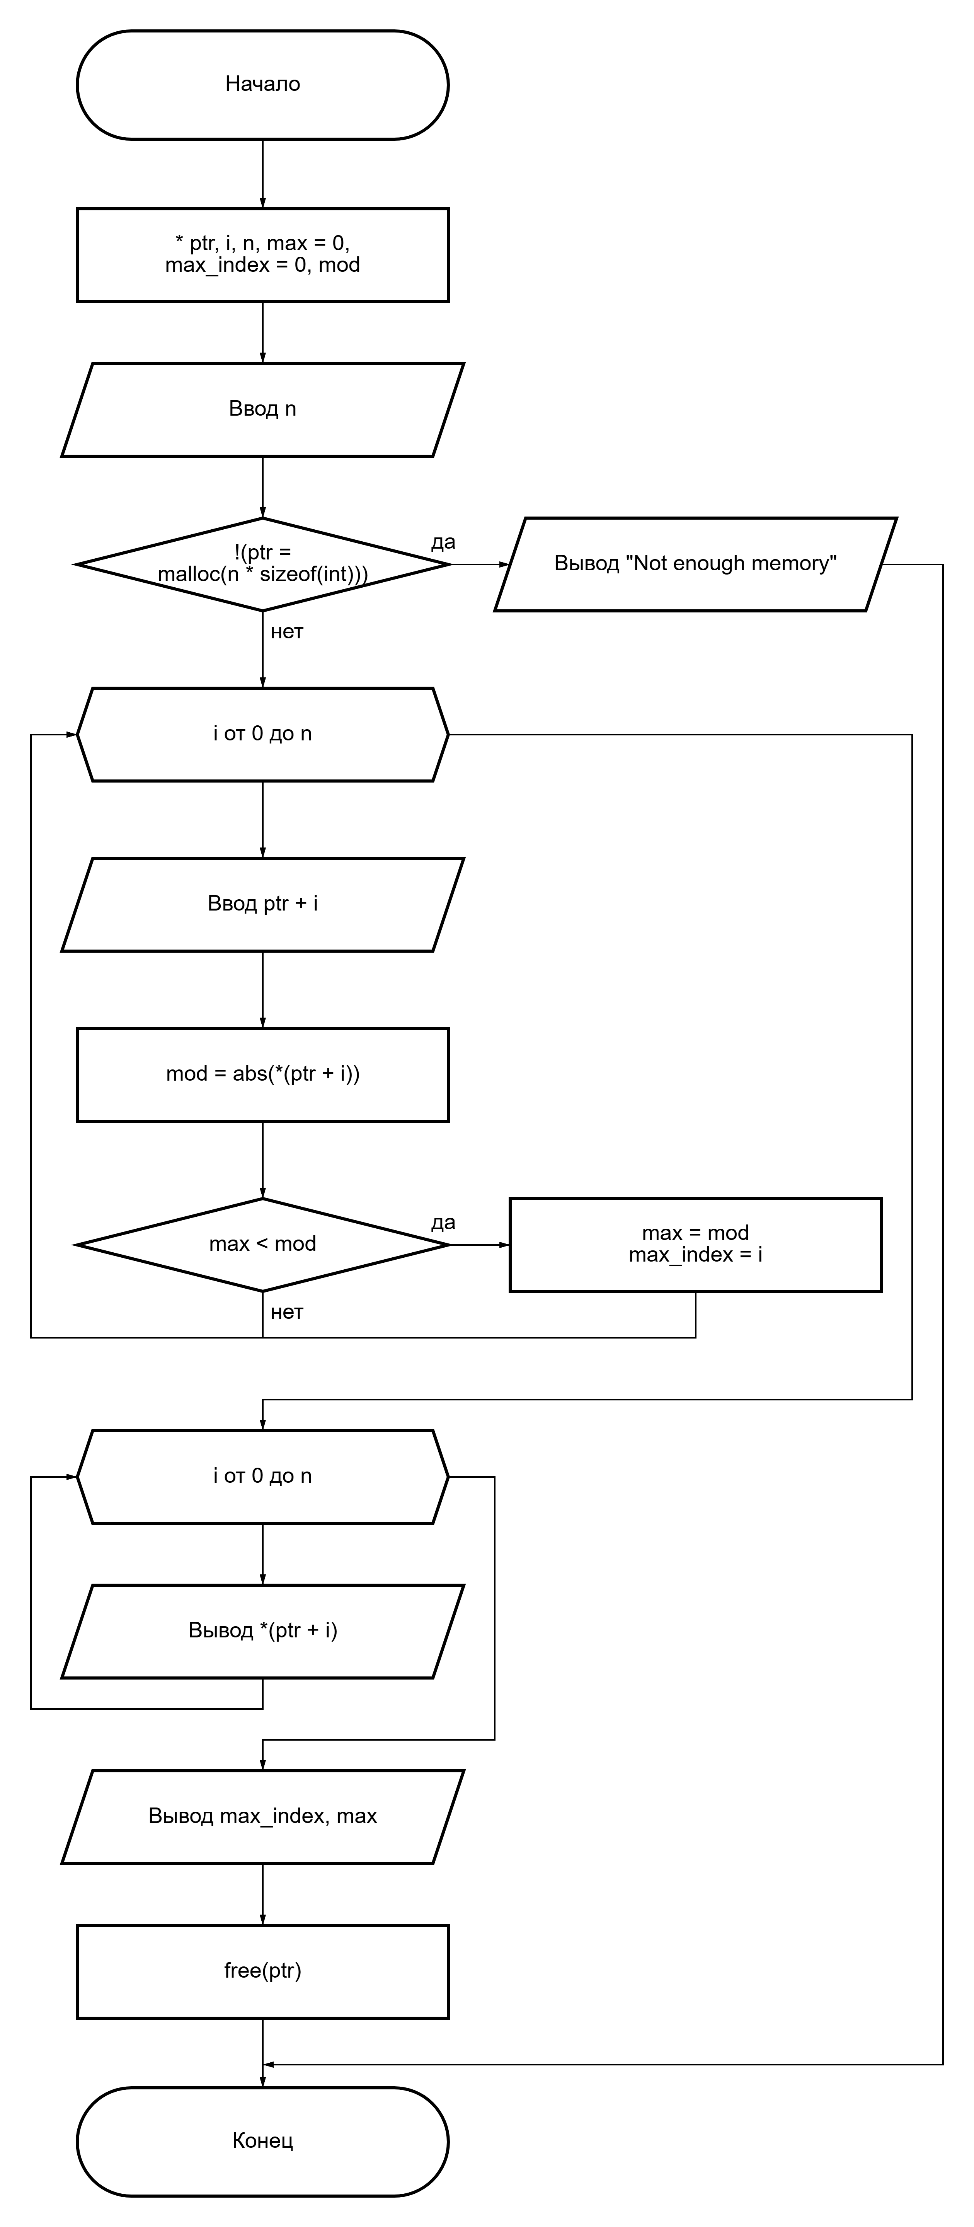 Начало
* ptr, i, n, max = 0,
max_index = 0, mod
Ввод n
!(ptr =
malloc(n * sizeof(int)))
да
Вывод "Not enough memory"
нет
i от 0 до n
Ввод ptr + i
mod = abs(*(ptr + i))
max < mod
да
max = mod
max_index = i
нет
i от 0 до n
Вывод *(ptr + i)
Вывод max_index, max
free(ptr)
Конец